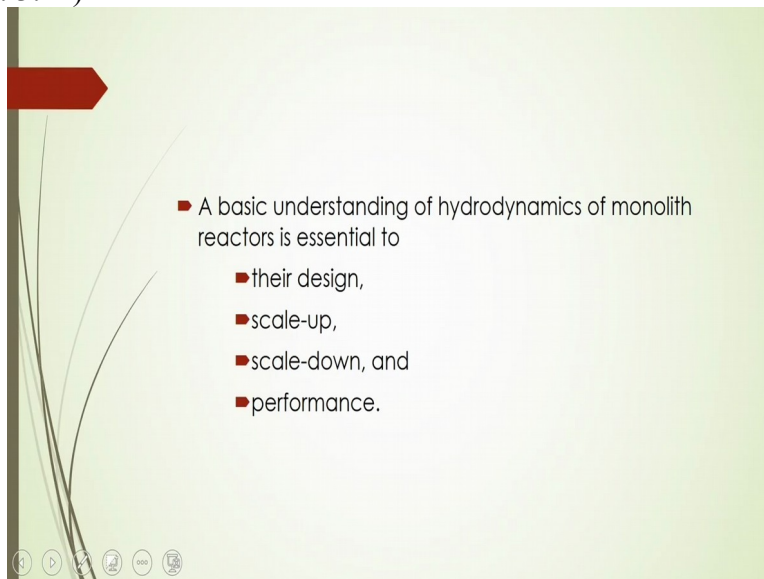 A basic understanding of hydrodynamics of monolith
reactors is essential to
their design,
scale-up,
scale-down, and
performance.